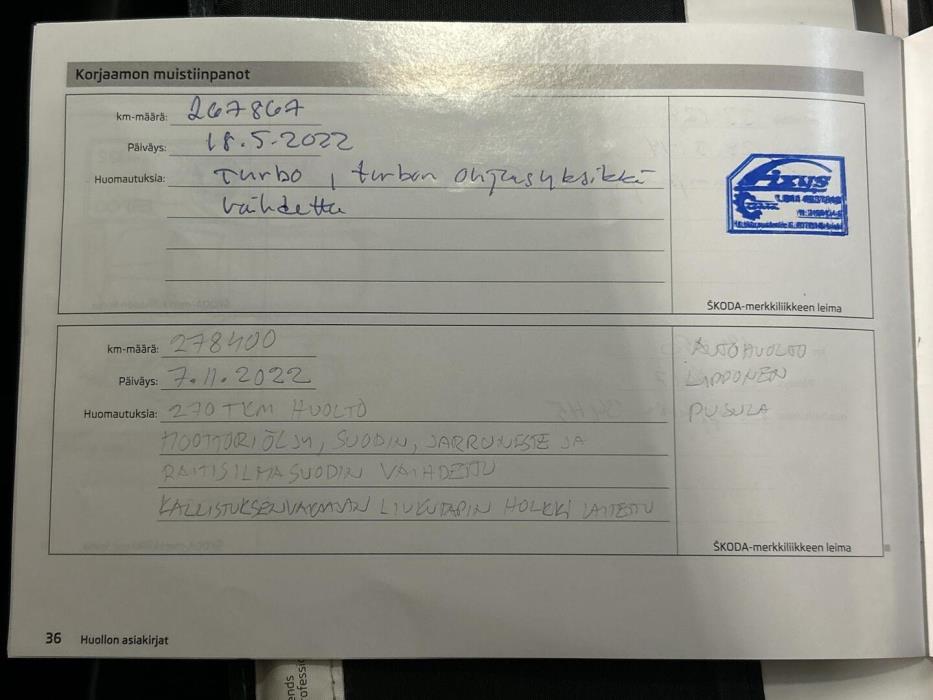 Korjaamon muistiinpanot
km-määrä: 267867
Päiväys: 18.5.2022
Huomautuksia: Turbo, turbon ohjausyksikkö
vaihdettu
Fixus
ŠKODA-merkkiliikkeen leima
km-määrä: 278400
Päiväys: 7.11.2022
Huomautuksia: 270 TKM HUOLTO
MOOTTORIÖLJY, SUODIN, JARRUNESTE JA
RAITISILMASUODIN VAIHDETTU
KALLISTUKSENVAKAAJAN LIUKUTAPIN HOLKKI LAITETTU
AUTOHUOLTO
LAPPONEN
PUSULA
ŠKODA-merkkiliikkeen leima
36 Huollon asiakirjat